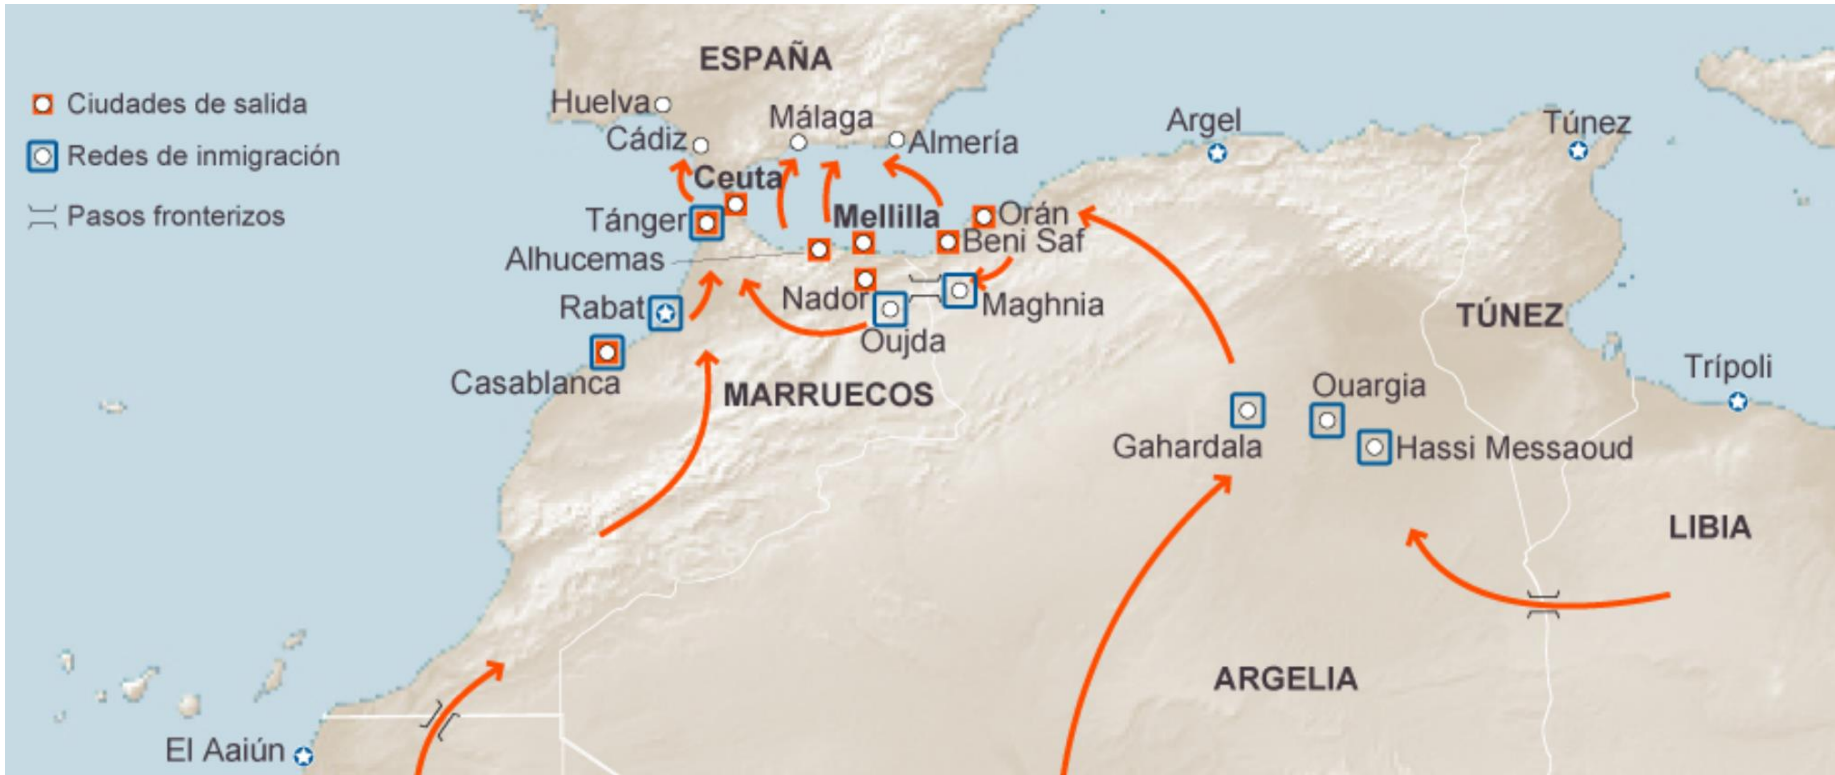 ESPAÑA
Ciudades de salida
Redes de inmigración
Pasos fronterizos
Huelva
Cádiz
Málaga
Almería
Argel
Túnez
Ceuta
Tánger
Mellilla
Orán
Beni Saf
Alhucemas
Rabat
Nador
Maghnia
Oujda
Casablanca
MARRUECOS
TÚNEZ
Trípoli
Ouargia
Gahardala
Hassi Messaoud
LIBIA
ARGELIA
El Aaiún